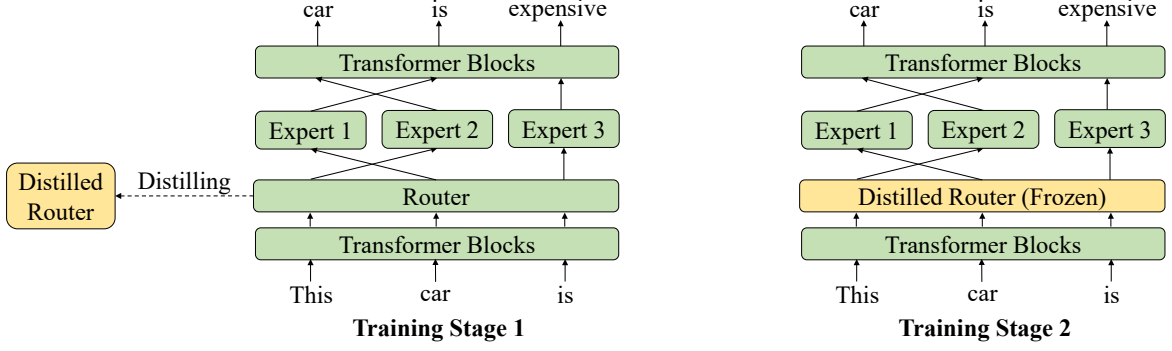 car is expensive
Transformer Blocks
Expert 1 Expert 2 Expert 3
Distilled
Router
Distilling
Router
Transformer Blocks
This car is
Training Stage 1
car is expensive
Transformer Blocks
Expert 1 Expert 2 Expert 3
Distilled Router (Frozen)
Transformer Blocks
This car is
Training Stage 2